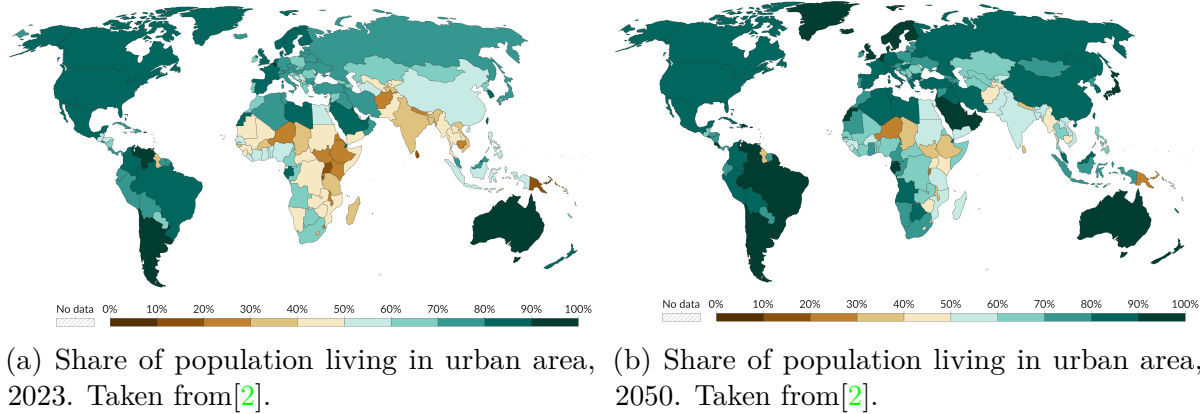 No data 0% 10% 20% 30% 40% 50% 60% 70% 80% 90% 100%
No data 0% 10% 20% 30% 40% 50% 60% 70% 80% 90% 100%
(a) Share of population living in urban area,
2023. Taken from[2].
(b) Share of population living in urban area,
2050. Taken from[2].